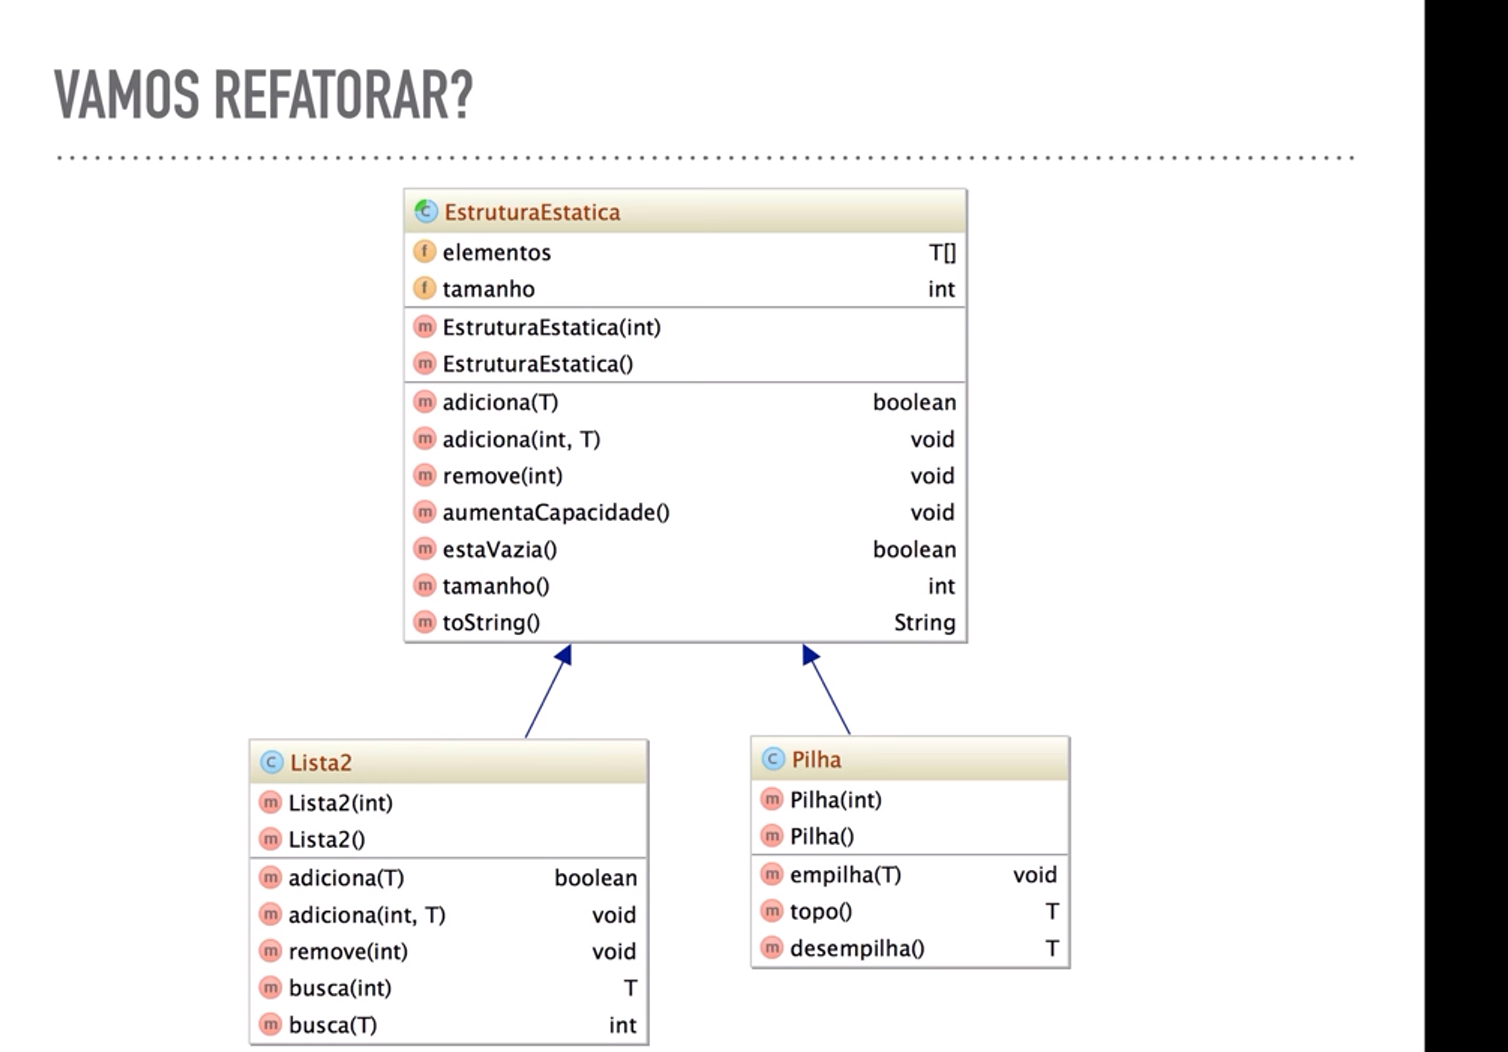 VAMOS REFATORAR?
EstruturaEstatica
elementos T[]
tamanho int
EstruturaEstatica(int)
EstruturaEstatica()
adiciona(T) boolean
adiciona(int, T) void
remove(int) void
aumentaCapacidade() void
estaVazia() boolean
tamanho() int
toString() String
Lista2
Lista2(int)
Lista2()
adiciona(T) boolean
adiciona(int, T) void
remove(int) void
busca(int) T
busca(T) int
Pilha
Pilha(int)
Pilha()
empilha(T) void
topo() T
desempilha() T